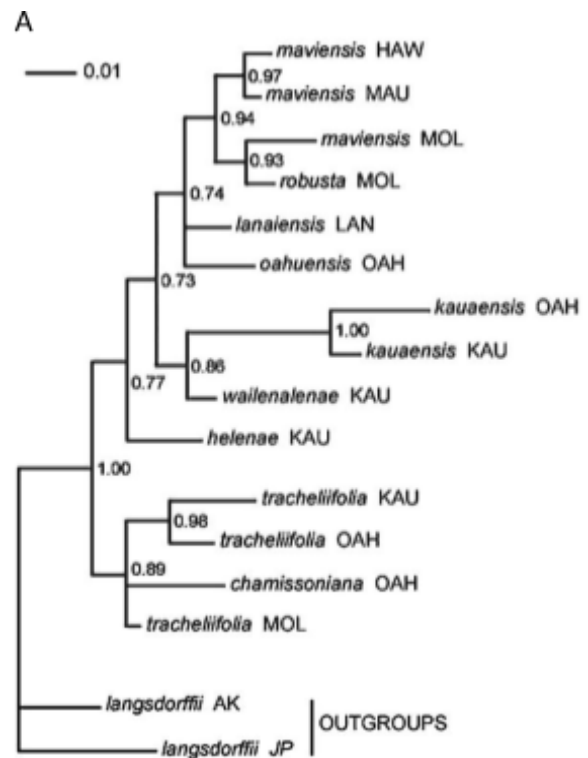 A
0.01
maviensis HAW
0.97
maviensis MAU
0.94
maviensis MOL
0.93
robusta MOL
0.74
lanaiensis LAN
oahuensis OAH
0.73
kauaensis OAH
1.00
kauaensis KAU
0.86
0.77
wailenalenae KAU
helenae KAU
1.00
tracheliifolia KAU
0.98
tracheliifolia OAH
0.89
chamissoniana OAH
tracheliifolia MOL
langsdorffii AK
OUTGROUPS
langsdorffii JP